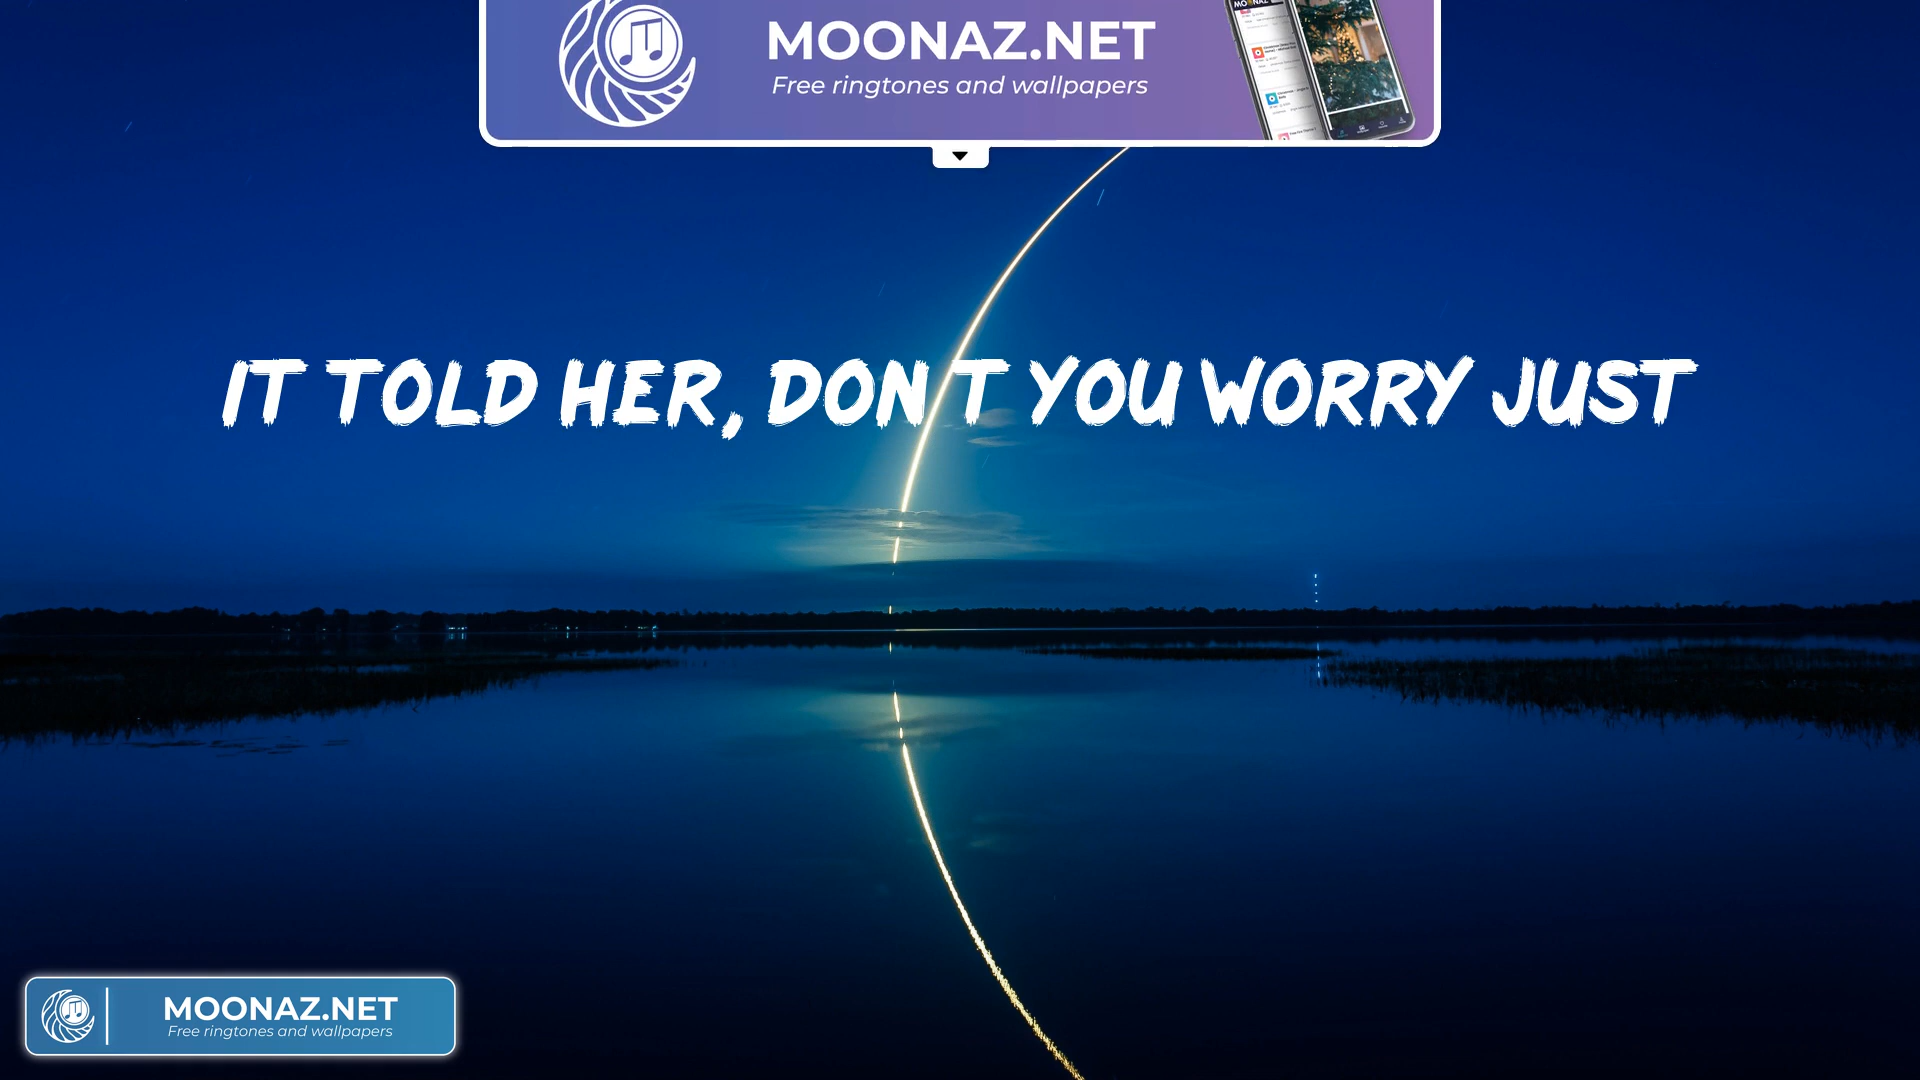 MOONAZ.NET
Free ringtones and wallpapers
IT TOLD HER, DON T YOU WORRY JUST
MOONAZ.NET
Free ringtones and wallpapers